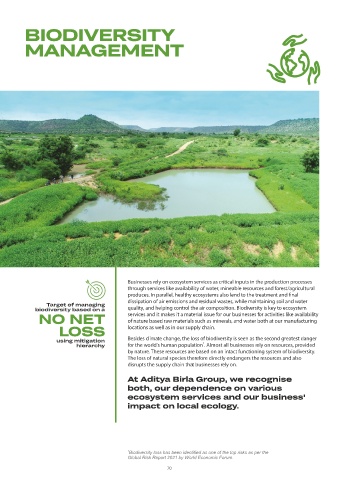 BIODIVERSITY
MANAGEMENT
Target of managing
biodiversity based on a
NO NET
LOSS
using mitigation
hierarchy
Businesses rely on ecosystem services as critical inputs in the production processes
through services like availability of water, mineable resources and forest/agricultural
produces. In parallel, healthy ecosystems also lend to the treatment and final
dissipation of air emissions and residual wastes, while maintaining soil and water
quality, and helping control the air composition. Biodiversity is key to ecosystem
services and it makes it a material issue for our businesses for activities like availability
of nature based raw materials such as minerals, and water both at our manufacturing
locations as well as in our supply chain.
Besides climate change, the loss of biodiversity is seen as the second greatest danger
for the world's human population¹. Almost all businesses rely on resources, provided
by nature. These resources are based on an intact functioning system of biodiversity.
The loss of natural species therefore directly endangers the resources and also
disrupts the supply chain that businesses rely on.
At Aditya Birla Group, we recognise
both, our dependence on various
ecosystem services and our business'
impact on local ecology.
¹Biodiversity loss has been identified as one of the top risks as per the
Global Risk Report 2021 by World Economic Forum
70